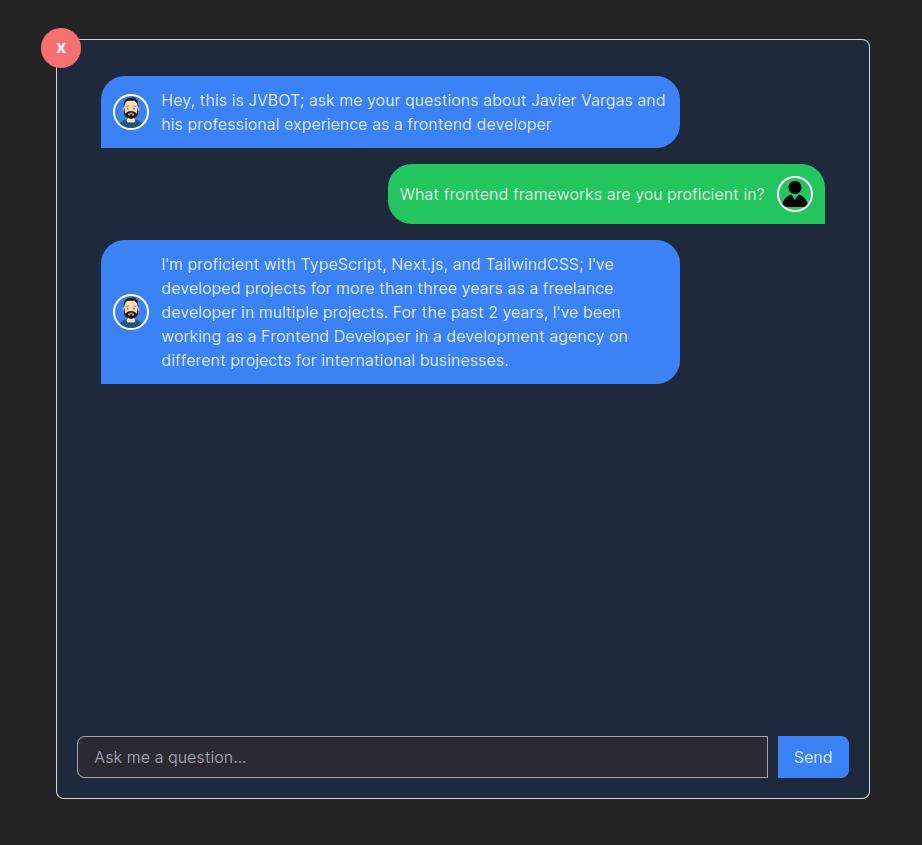 X
Hey, this is JVBOT; ask me your questions about Javier Vargas and
his professional experience as a frontend developer
What frontend frameworks are you proficient in?
I'm proficient with TypeScript, Next.js, and TailwindCSS; I've
developed projects for more than three years as a freelance
developer in multiple projects. For the past 2 years, I've been
working as a Frontend Developer in a development agency on
different projects for international businesses.
Ask me a question...
Send